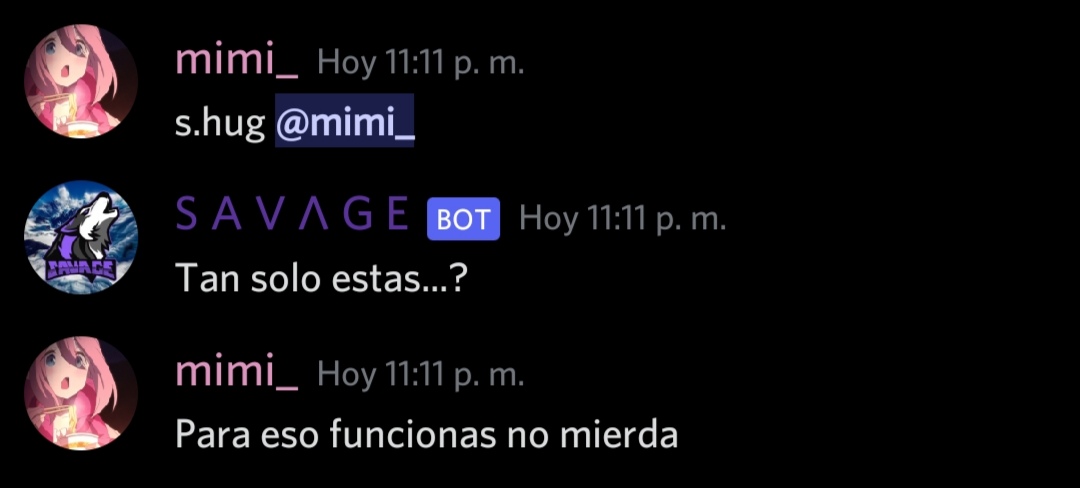 mimi_ Hoy 11:11 p. m.
s.hug @mimi_
S A V Λ G E BOT Hoy 11:11 p. m.
SAVAGE
Tan solo estas...?
mimi_ Hoy 11:11 p. m.
Para eso funcionas no mierda